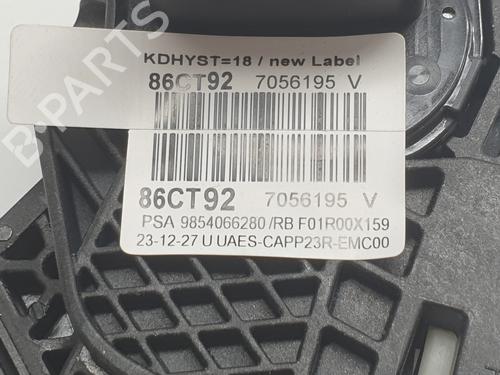 B-PARTS
KDHYST=18 / new Label
86CT92 7056195 V
86CT92 7056195 V
PSA 9854066280 /RB F01R00X159
23-12-27 U UAES-CAPP23R-EMC00